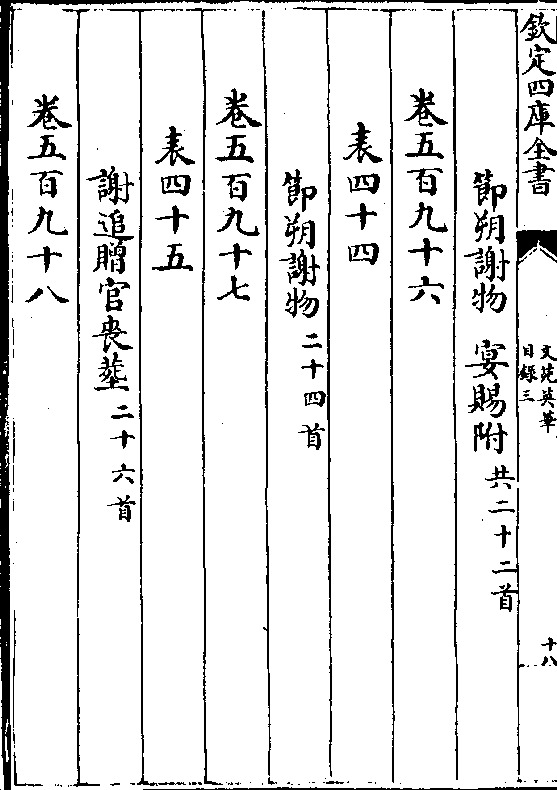 欽定四庫全書
文苑英華
目錄三
十八
節朔謝物 宴賜附共二十二首
卷五百九十六
表四十四
節朔謝物二十四首
卷五百九十七
表四十五
謝追贈官喪塟二十六首
卷五百九十八